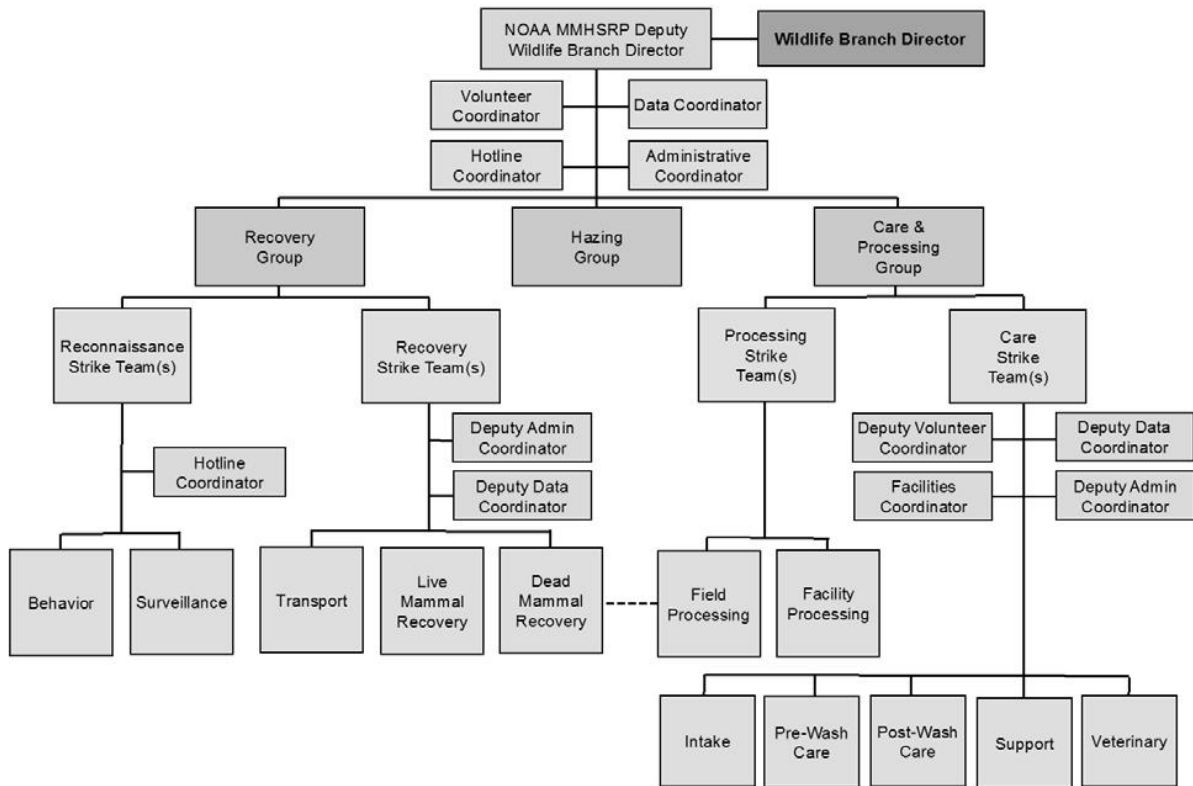 NOAA MMHSRP Deputy
Wildlife Branch Director
Wildlife Branch Director
Volunteer
Coordinator
Data Coordinator
Hotline
Coordinator
Administrative
Coordinator
Recovery
Group
Hazing
Group
Care &
Processing
Group
Reconnaissance
Strike Team(s)
Recovery
Strike Team(s)
Processing
Strike
Team(s)
Care
Strike
Team(s)
Hotline
Coordinator
Deputy Admin
Coordinator
Deputy Data
Coordinator
Deputy Volunteer
Coordinator
Deputy Data
Coordinator
Facilities
Coordinator
Deputy Admin
Coordinator
Behavior
Surveillance
Transport
Live
Mammal
Recovery
Dead
Mammal
Recovery
Field
Processing
Facility
Processing
Intake
Pre-Wash
Care
Post-Wash
Care
Support
Veterinary